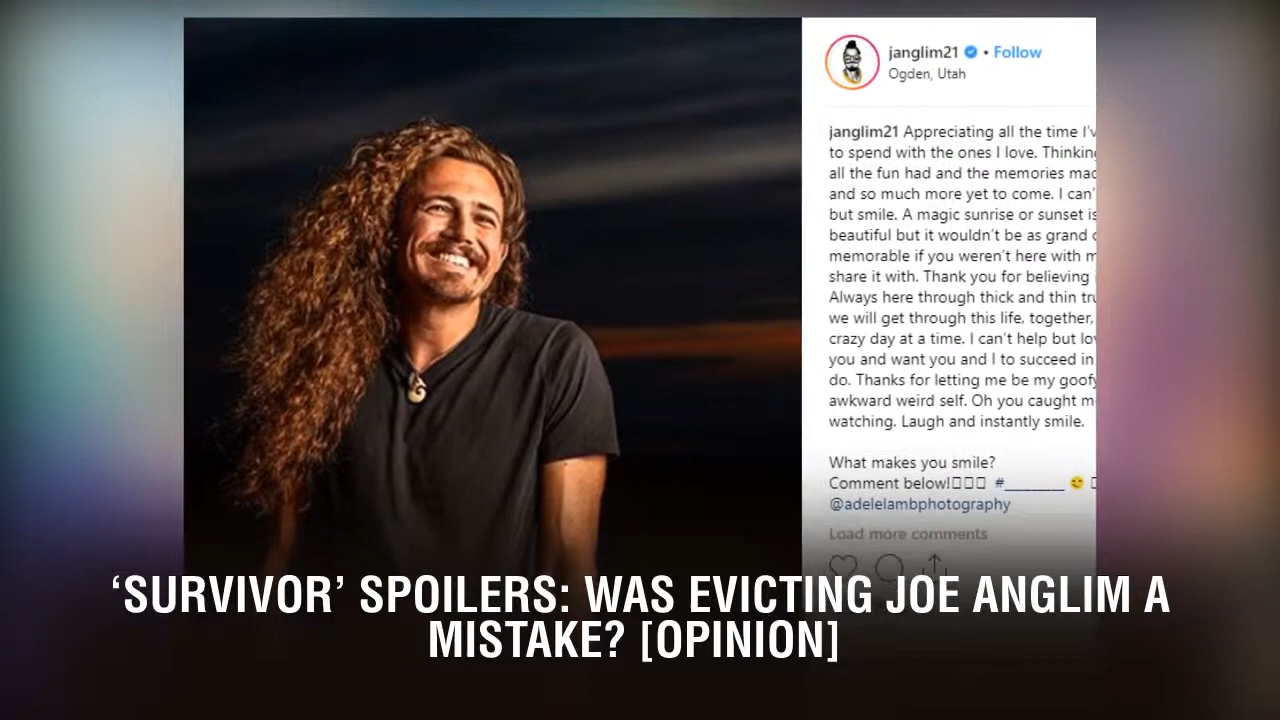 janglim21 • Follow
Ogden, Utah
janglim21 Appreciating all the time I'v
to spend with the ones I love. Thinking
all the fun had and the memories mad
and so much more yet to come. I can'
but smile. A magic sunrise or sunset is
beautiful but it wouldn't be as grand o
memorable if you weren't here with m
share it with. Thank you for believing
Always here through thick and thin tru
we will get through this life, together,
crazy day at a time. I can't help but lov
you and want you and I to succeed in
do. Thanks for letting me be my goofy
awkward weird self. Oh you caught m
watching. Laugh and instantly smile.
What makes you smile?
Comment below!□□□ #_________ 😉
@adelelambphotography
Load more comments
‘SURVIVOR’ SPOILERS: WAS EVICTING JOE ANGLIM A
MISTAKE? [OPINION]